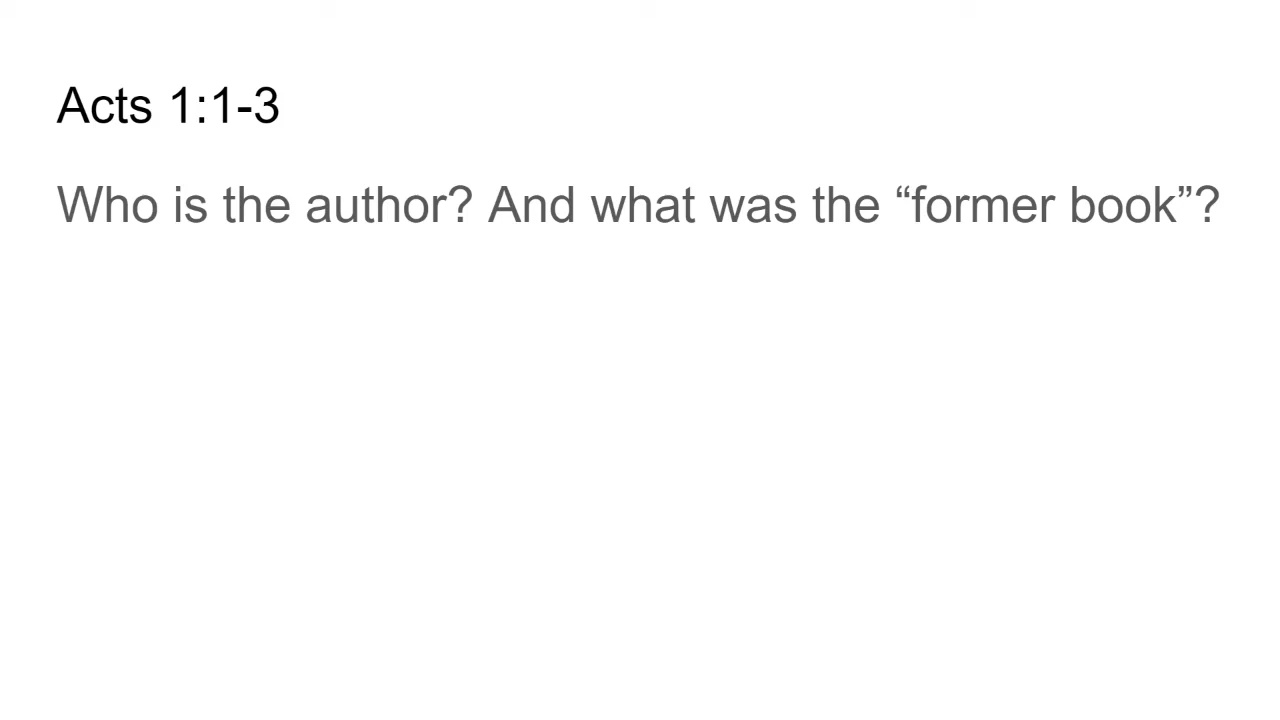 Acts 1:1-3
Who is the author? And what was the “former book”?